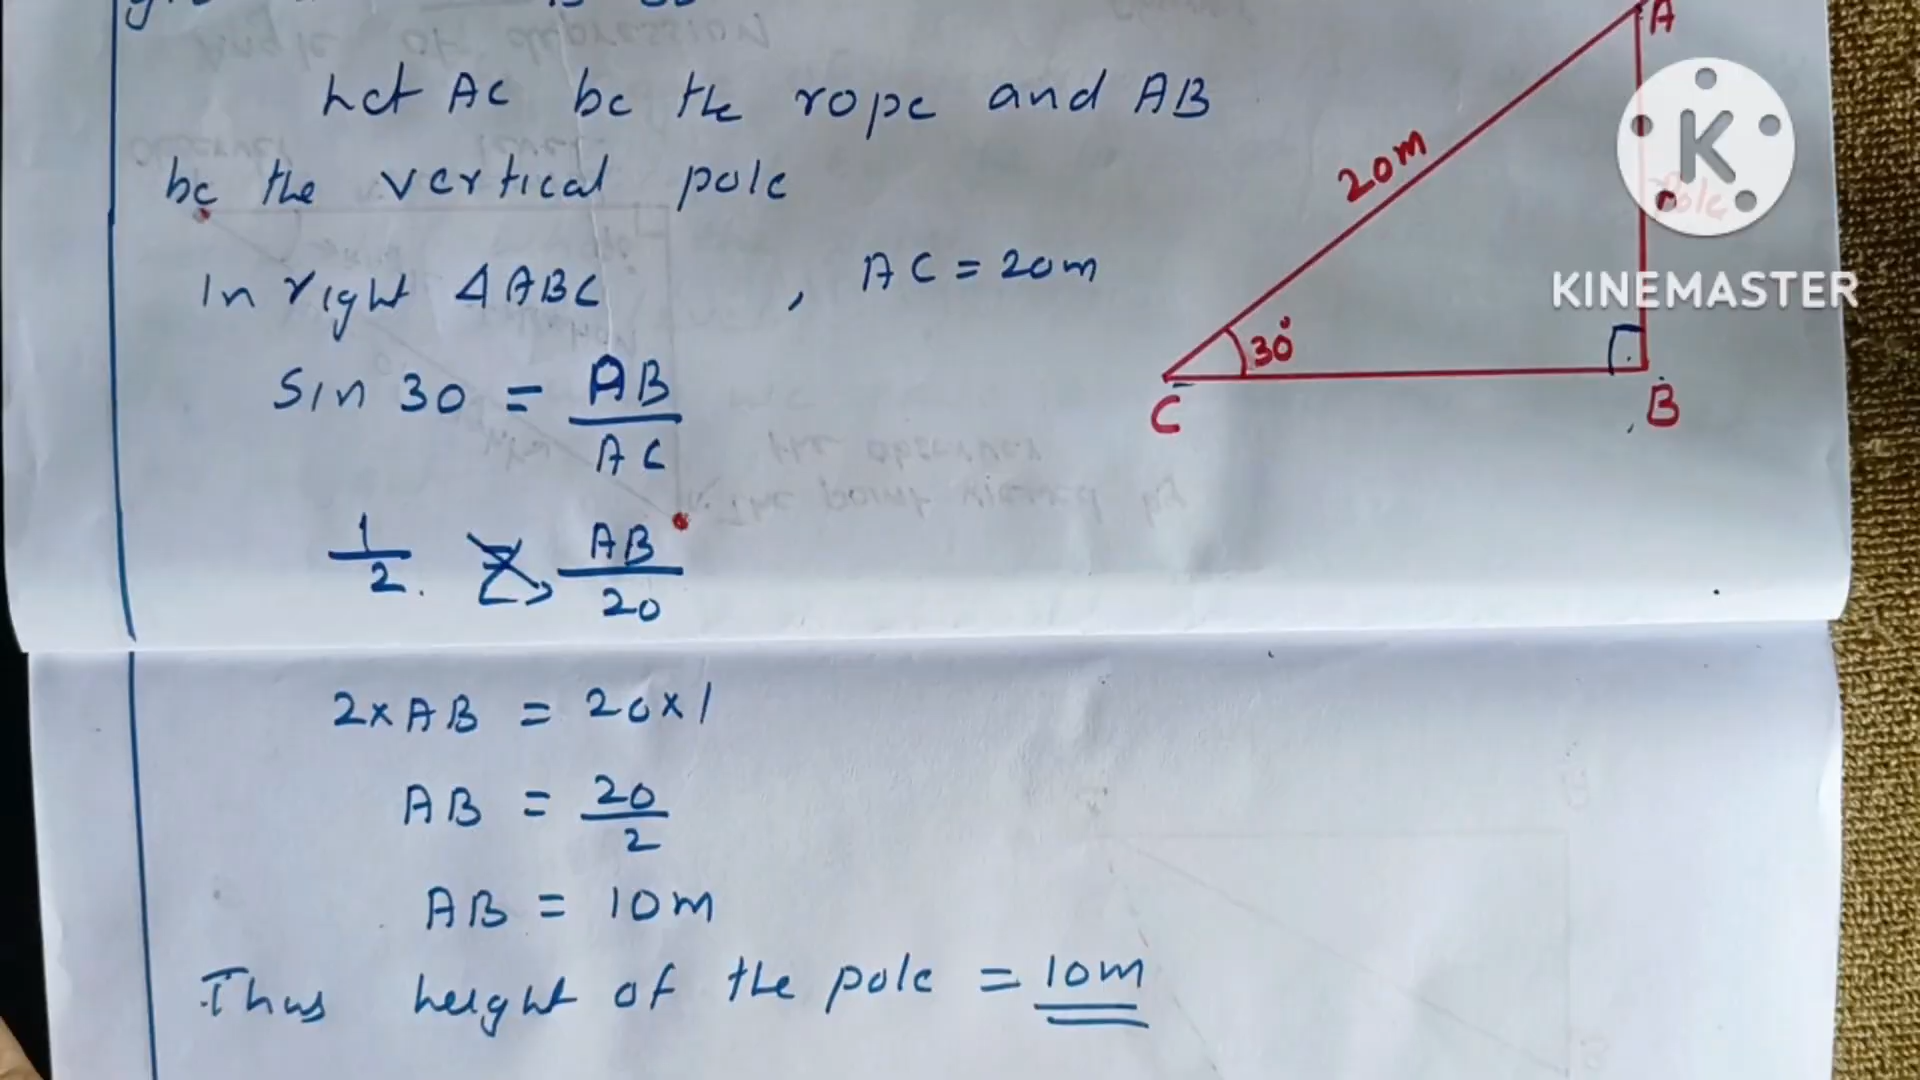 Let AC be the rope and AB
be the vertical pole
In right ΔABC , AC = 20m
Sin 30 = AB/AC
1/2 = AB/20
2×AB = 20×1
AB = 20/2
AB = 10m
Thus height of the pole = 10m
A
20m
Pole
30°
C
B
K
KINEMASTER